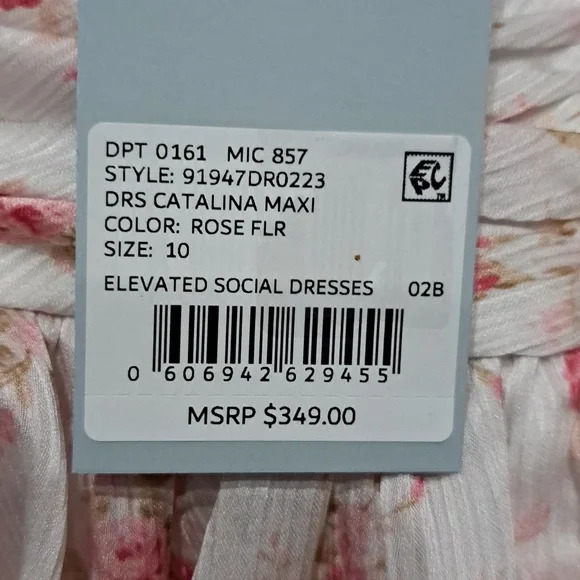 DPT 0161 MIC 857
STYLE: 91947DR0223
DRS CATALINA MAXI
COLOR: ROSE FLR
SIZE: 10
ELEVATED SOCIAL DRESSES 02B
0 606942 629455
MSRP $349.00